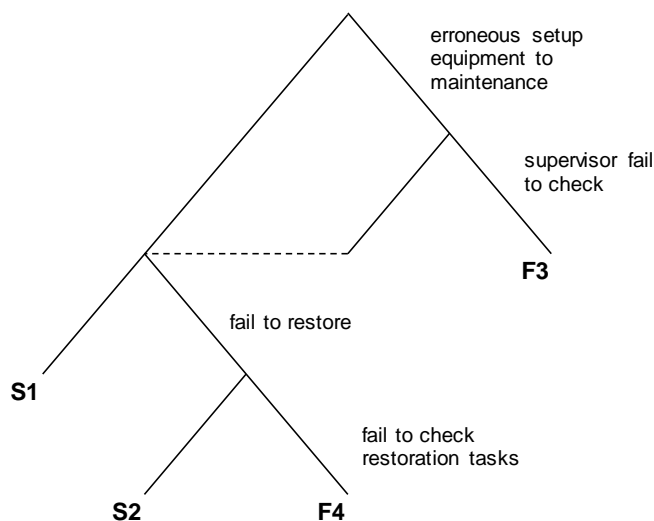 erroneous setup
equipment to
maintenance
supervisor fail
to check
F3
fail to restore
S1
fail to check
restoration tasks
S2
F4